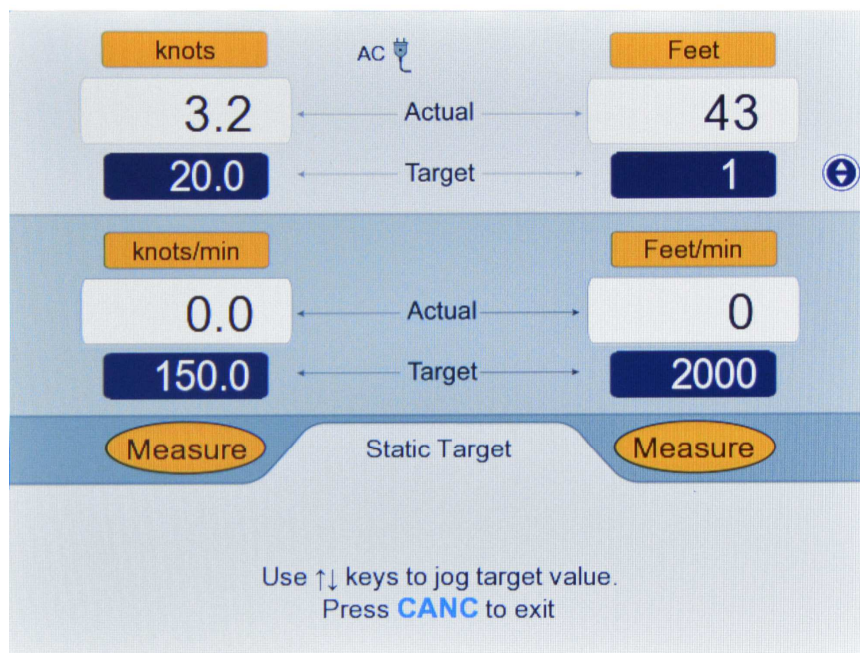 knots AC Feet
3.2 Actual 43
20.0 Target 1
knots/min Feet/min
0.0 Actual 0
150.0 Target 2000
Measure Static Target Measure
Use ↑↓ keys to jog target value.
Press CANC to exit